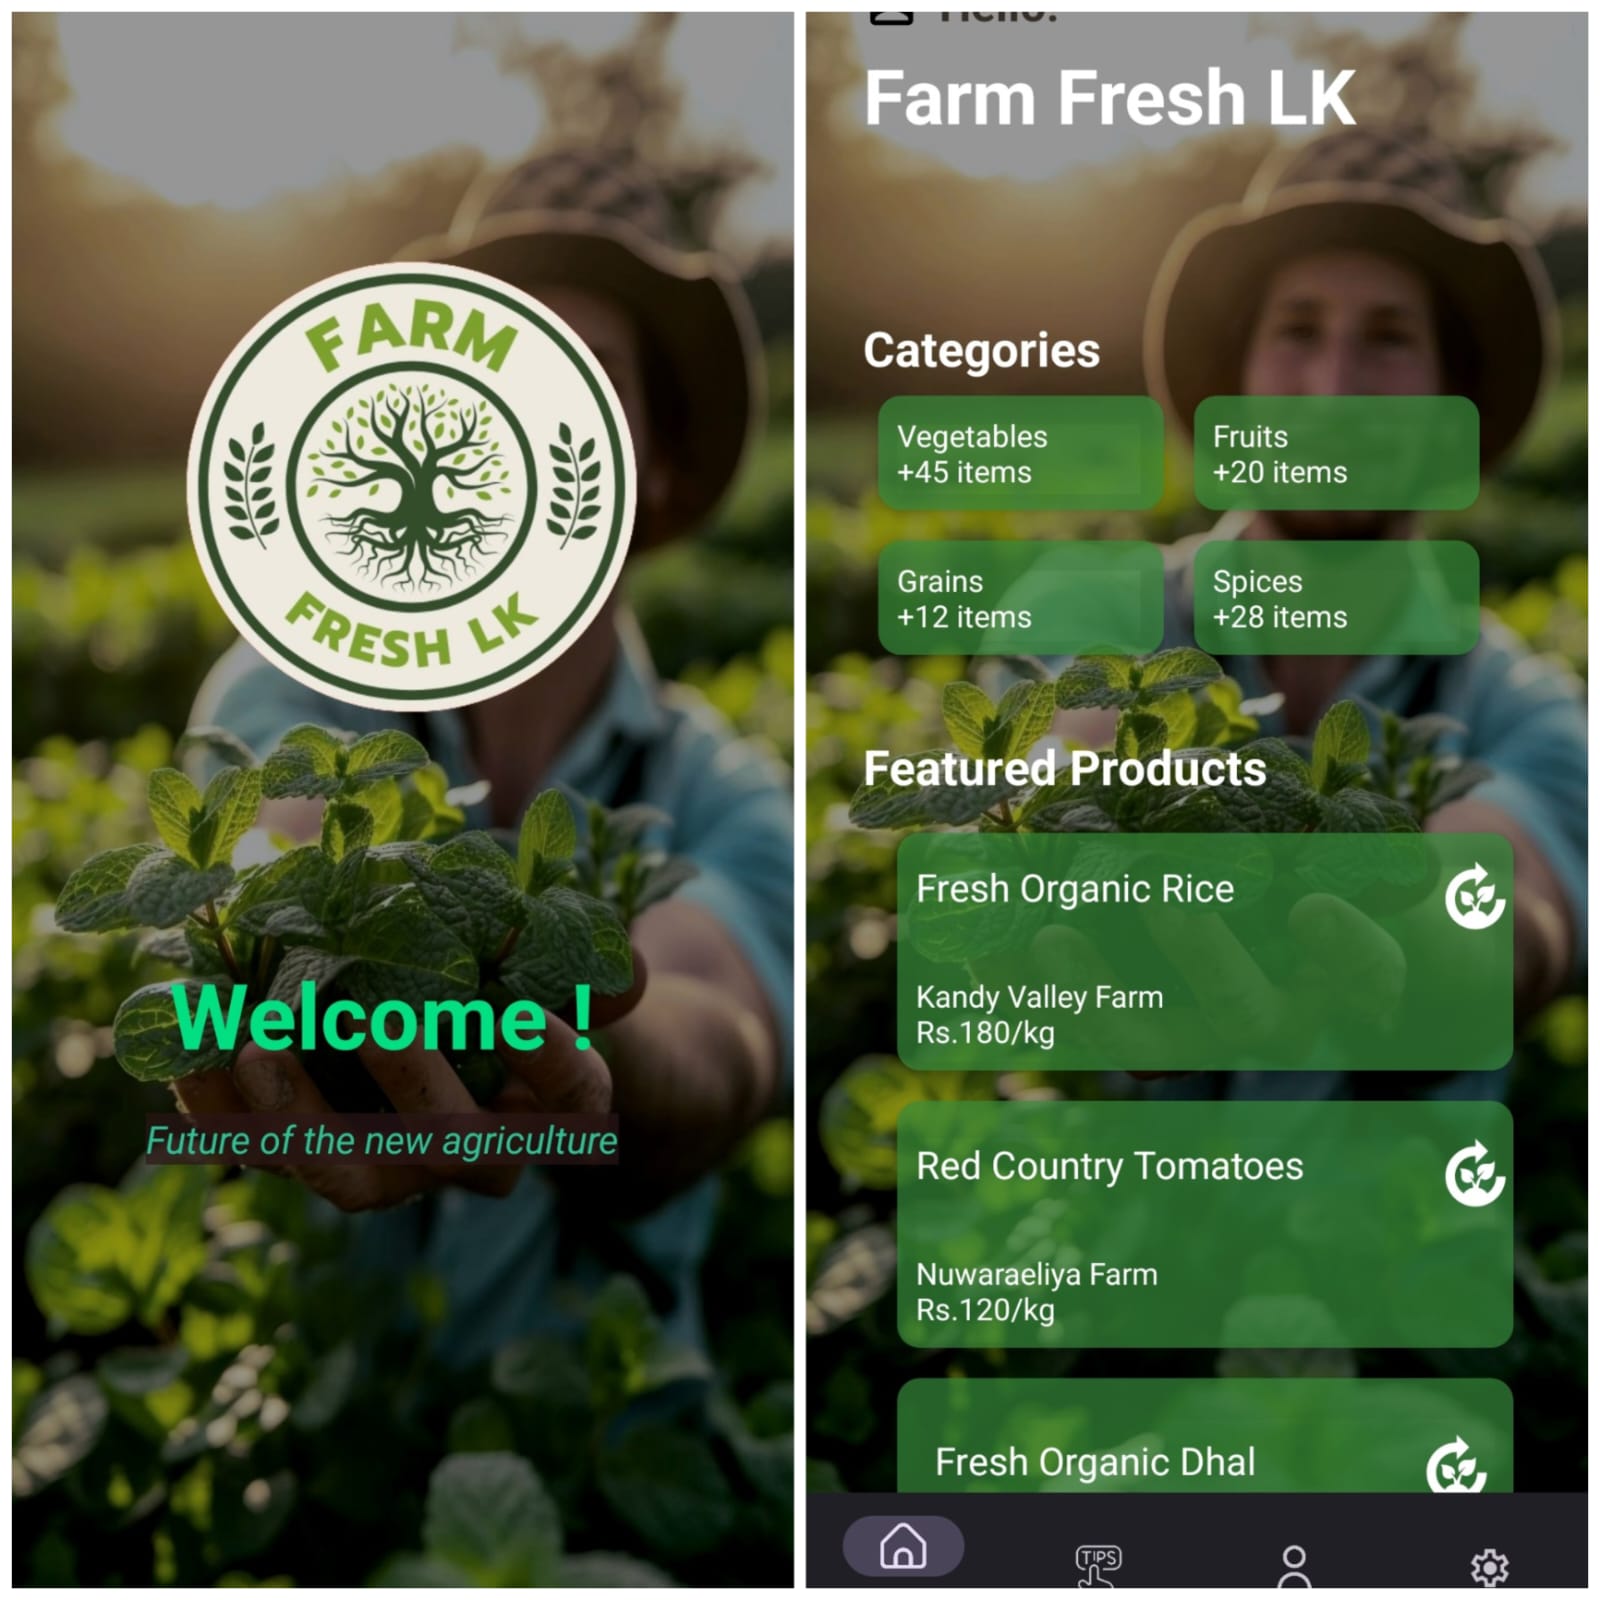 FARM
FRESH LK
Welcome !
Future of the new agriculture
Hello!
Farm Fresh LK
Categories
Vegetables
+45 items
Fruits
+20 items
Grains
+12 items
Spices
+28 items
Featured Products
Fresh Organic Rice
Kandy Valley Farm
Rs.180/kg
Red Country Tomatoes
Nuwaraeliya Farm
Rs.120/kg
Fresh Organic Dhal
TIPS